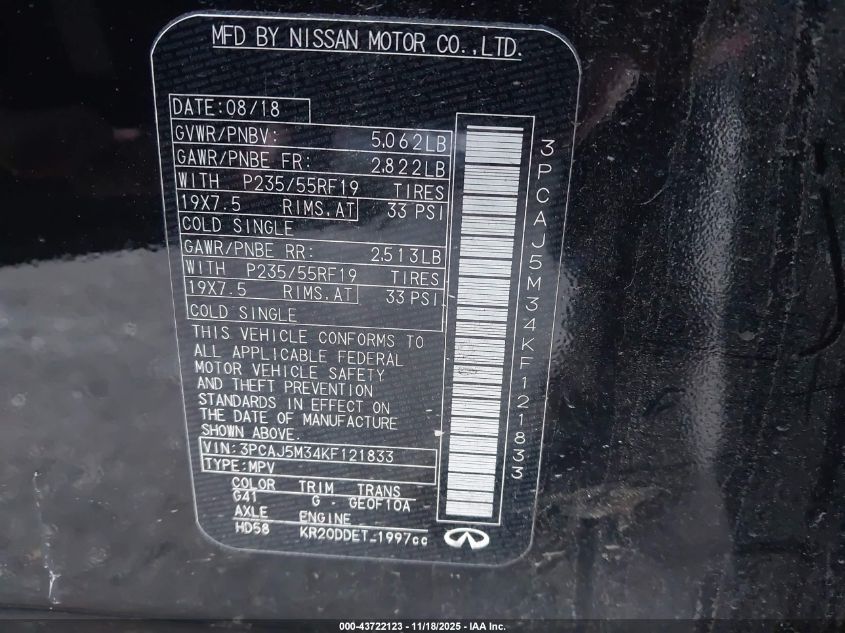 MFD BY NISSAN MOTOR CO.,LTD.
DATE:08/18
GVWR/PNBV: 5,062LB
GAWR/PNBE FR: 2,822LB
WITH P235/55RF19 TIRES
19X7.5 RIMS,AT 33 PSI
COLD SINGLE
GAWR/PNBE RR: 2,513LB
WITH P235/55RF19 TIRES
19X7.5 RIMS,AT 33 PSI
COLD SINGLE
THIS VEHICLE CONFORMS TO
ALL APPLICABLE FEDERAL
MOTOR VEHICLE SAFETY
AND THEFT PREVENTION
STANDARDS IN EFFECT ON
THE DATE OF MANUFACTURE
SHOWN ABOVE.
VIN:3PCAJ5M34KF121833
TYPE:MPV
COLOR TRIM TRANS
G41 G - GE0F10A
AXLE ENGINE
HD58 KR20DDET-1997cc
3PCAJ5M34KF121833
000-43722123 - 11/18/2025 - IAA Inc.